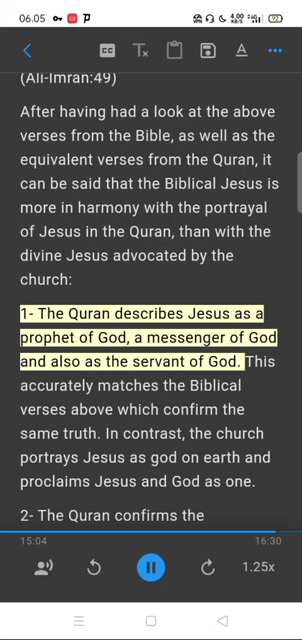 06.05
4.00
KB/S
92
CC
(Ali-Imran:49)
After having had a look at the above
verses from the Bible, as well as the
equivalent verses from the Quran, it
can be said that the Biblical Jesus is
more in harmony with the portrayal
of Jesus in the Quran, than with the
divine Jesus advocated by the
church:
1- The Quran describes Jesus as a
prophet of God, a messenger of God
and also as the servant of God. This
accurately matches the Biblical
verses above which confirm the
same truth. In contrast, the church
portrays Jesus as god on earth and
proclaims Jesus and God as one.
2- The Quran confirms the
15:04
16:30
1.25x